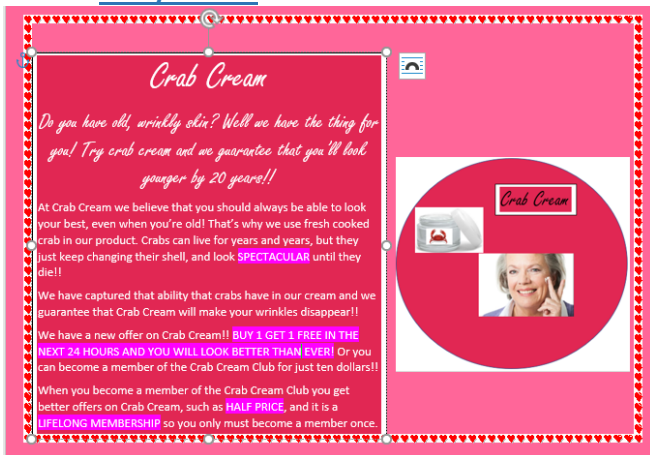 Crab Cream
Do you have old, wrinkly skin? Well we have the thing for
you! Try crab cream and we guarantee that you'll look
younger by 20 years!!
At Crab Cream we believe that you should always be able to look
your best, even when you're old! That's why we use fresh cooked
crab in our product. Crabs can live for years and years, but they
just keep changing their shell, and look SPECTACULAR until they
die!!
We have captured that ability that crabs have in our cream and we
guarantee that Crab Cream will make your wrinkles disappear!!
We have a new offer on Crab Cream!! BUY 1 GET 1 FREE IN THE
NEXT 24 HOURS AND YOU WILL LOOK BETTER THAN EVER! Or you
can become a member of the Crab Cream Club for just ten dollars!!
When you become a member of the Crab Cream Club you get
better offers on Crab Cream, such as HALF PRICE, and it is a
LIFELONG MEMBERSHIP so you only must become a member once.
Crab Cream